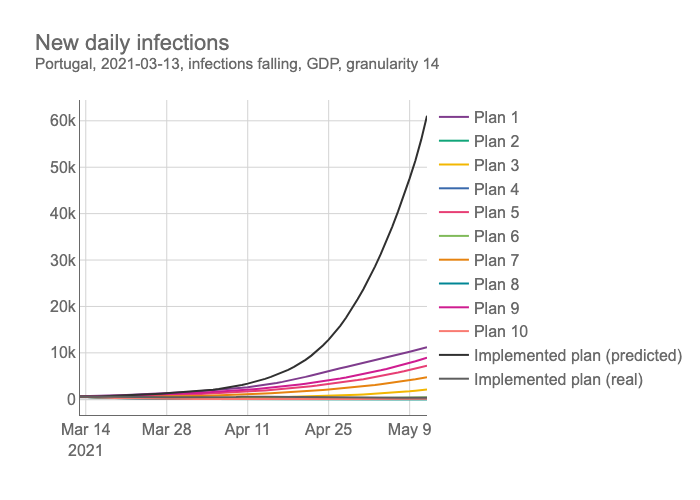 New daily infections
Portugal, 2021-03-13, infections falling, GDP, granularity 14
60k
50k
40k
30k
20k
10k
0
Mar 14
2021
Mar 28
Apr 11
Apr 25
May 9
Plan 1
Plan 2
Plan 3
Plan 4
Plan 5
Plan 6
Plan 7
Plan 8
Plan 9
Plan 10
Implemented plan (predicted)
Implemented plan (real)